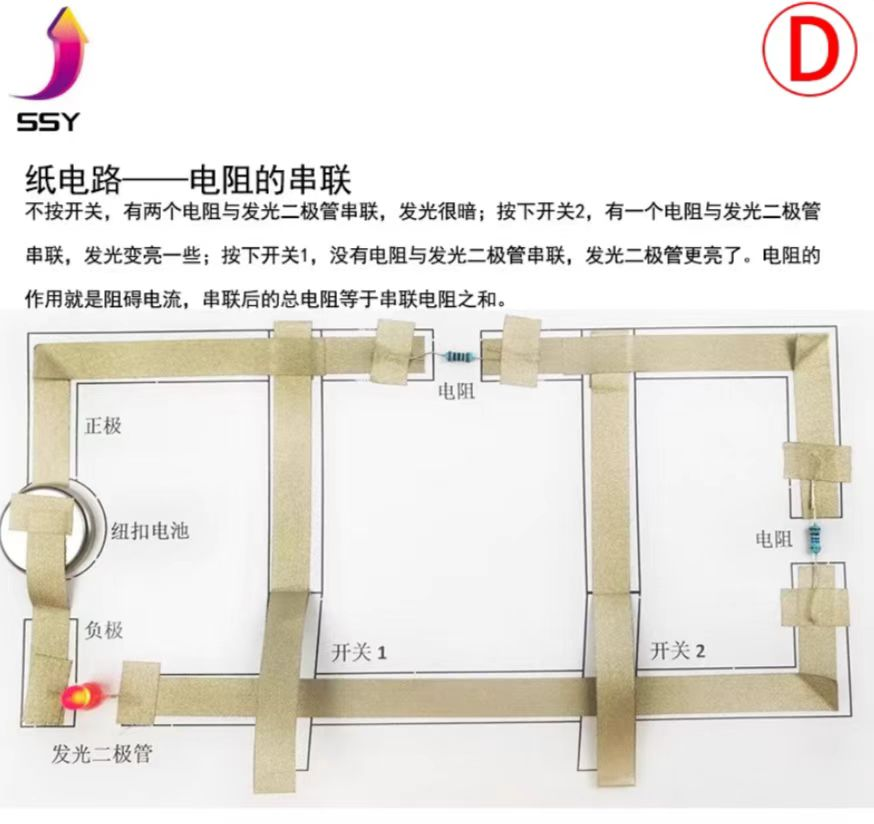 SSY
D
纸电路——电阻的串联
不按开关，有两个电阻与发光二极管串联，发光很暗；按下开关2，有一个电阻与发光二极管
串联，发光变亮一些；按下开关1，没有电阻与发光二极管串联，发光二极管更亮了。电阻的
作用就是阻碍电流，串联后的总电阻等于串联电阻之和。
电阻
正极
纽扣电池
电阻
负极
开关 1
开关 2
发光二极管